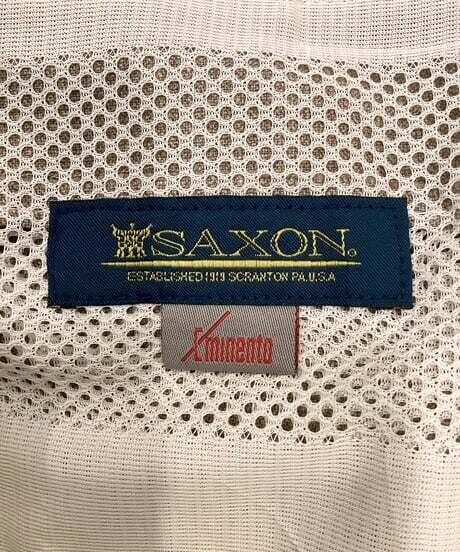 SAXON.
ESTABLISHED 1919 SCRANTON PA. U.S.A
Eminento